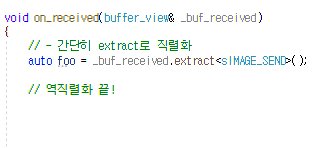 void on_received(buffer_view& _buf_received)
{
// - 간단히 extract로 직렬화
auto foo = _buf_received.extract<sIMAGE_SEND>();
// 역직렬화 끝!